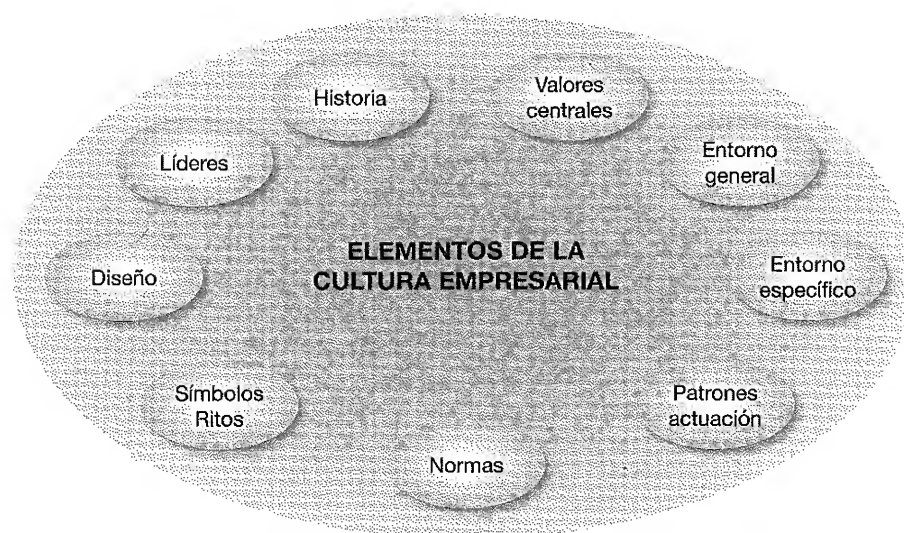 Historia
Valores
centrales
Líderes
Entorno
general
ELEMENTOS DE LA
CULTURA EMPRESARIAL
Diseño
Entorno
específico
Símbolos
Ritos
Patrones
actuación
Normas